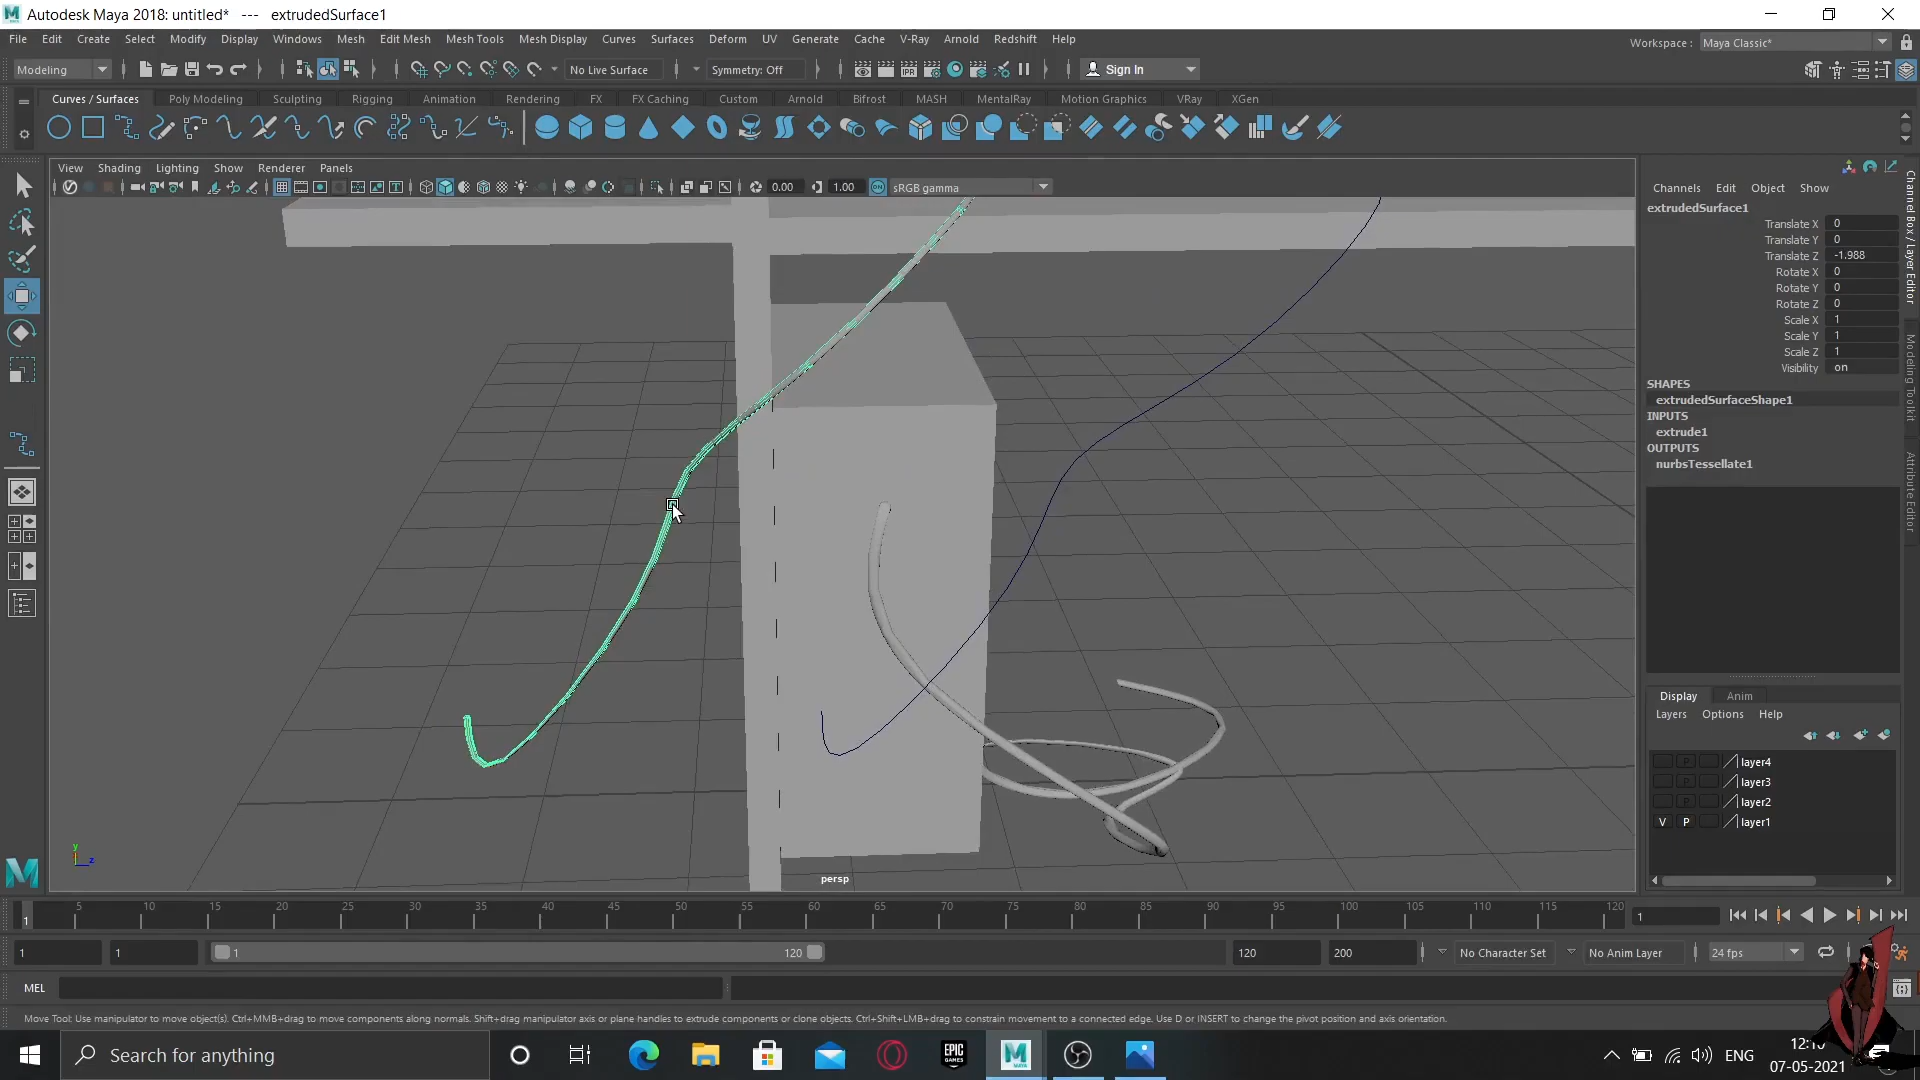 Autodesk Maya 2018: untitled* --- extrudedSurface1
File Edit Create Select Modify Display Windows Mesh Edit Mesh Mesh Tools Mesh Display Curves Surfaces Deform UV Generate Cache V-Ray Arnold Redshift Help
Workspace : Maya Classic*
Modeling No Live Surface Symmetry: Off Sign In
Curves / Surfaces Poly Modeling Sculpting Rigging Animation Rendering FX FX Caching Custom Arnold Bifrost MASH MentalRay Motion Graphics VRay XGen
View Shading Lighting Show Renderer Panels
0.00 1.00 sRGB gamma
Channels Edit Object Show
extrudedSurface1
Translate X 0
Translate Y 0
Translate Z -1.988
Rotate X 0
Rotate Y 0
Rotate Z 0
Scale X 1
Scale Y 1
Scale Z 1
Visibility on
SHAPES
extrudedSurfaceShape1
INPUTS
extrude1
OUTPUTS
nurbsTessellate1
Channel Box / Layer Editor
Modeling Toolkit
Attribute Editor
Display Anim
Layers Options Help
layer4
layer3
layer2
V P layer1
y
z
persp
5 10 15 20 25 30 35 40 45 50 55 60 65 70 75 80 85 90 95 100 105 110 115 120
1 1
1 1 1 120 120 200 No Character Set No Anim Layer 24 fps
MEL
Move Tool: Use manipulator to move object(s). Ctrl+MMB+drag to move components along normals. Shift+drag manipulator axis or plane handles to extrude components or clone objects. Ctrl+Shift+LMB+drag to constrain movement to a connected edge. Use D or INSERT to change the pivot position and axis orientation.
Search for anything
EPIC GAMES
ENG
07-05-2021